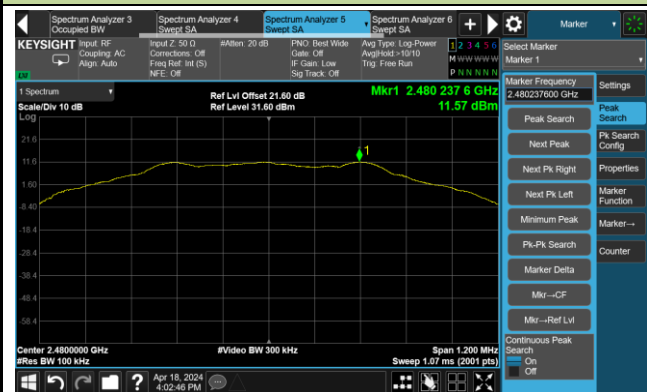 Spectrum Analyzer 3
Occupied BW
Spectrum Analyzer 4
Swept SA
Spectrum Analyzer 5
Swept SA
Spectrum Analyzer 6
Swept SA
Marker
KEYSIGHT
Input: RF
Coupling: AC
Align: Auto
Input Z: 50 Ω
Corrections: Off
Freq Ref: Int (S)
NFE: Off
#Atten: 20 dB
PNO: Best Wide
Gate: Off
IF Gain: Low
Sig Track: Off
Avg Type: Log-Power
Avg|Hold:>10/10
Trig: Free Run
1 2 3 4 5 6
M W W W W W
P N N N N N
Select Marker
Marker 1
1 Spectrum
Scale/Div 10 dB
Log
Ref Lvl Offset 21.60 dB
Ref Level 31.60 dBm
Mkr1 2.480 237 6 GHz
11.57 dBm
21.6
11.6
1.60
-8.40
-18.4
-28.4
-38.4
-48.4
-58.4
1
Center 2.4800000 GHz
#Res BW 100 kHz
#Video BW 300 kHz
Span 1.200 MHz
Sweep 1.07 ms (2001 pts)
Marker Frequency
2.480237600 GHz
Peak Search
Next Peak
Next Pk Right
Next Pk Left
Minimum Peak
Pk-Pk Search
Marker Delta
Mkr→CF
Mkr→Ref Lvl
Continuous Peak
Search
On
Off
Settings
Peak
Search
Pk Search
Config
Properties
Marker
Function
Marker→
Counter
Apr 18, 2024
4:02:46 PM